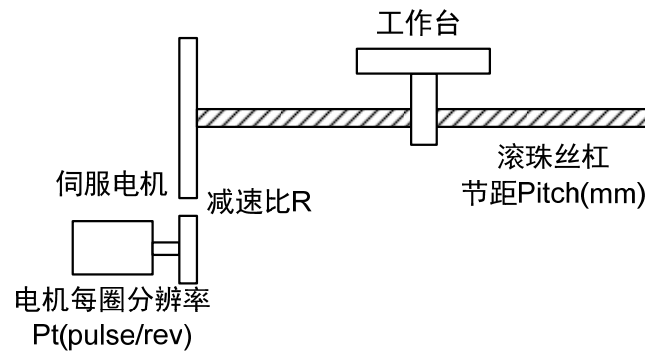 工作台
滚珠丝杠
节距Pitch(mm)
伺服电机
减速比R
电机每圈分辨率
Pt(pulse/rev)